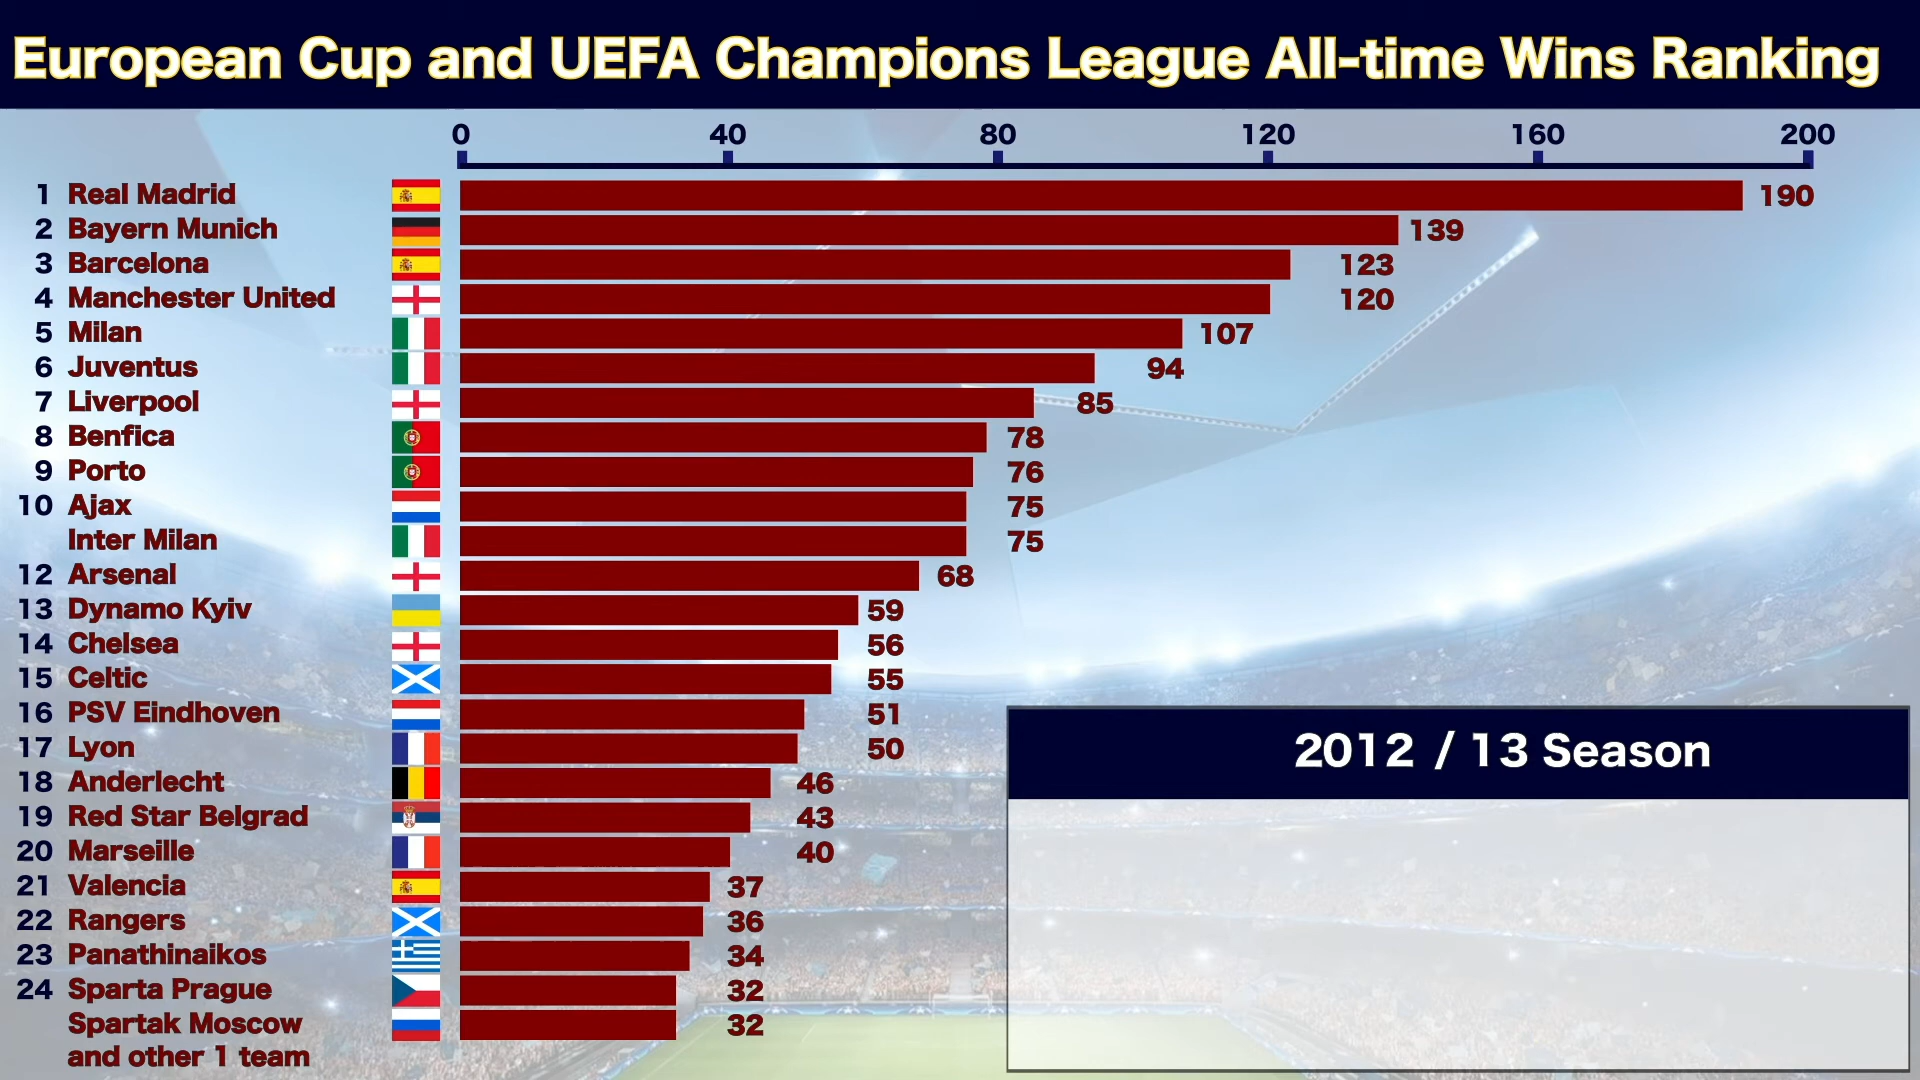 European Cup and UEFA Champions League All-time Wins Ranking
0 40 80 120 160 200
1 Real Madrid 190
2 Bayern Munich 139
3 Barcelona 123
4 Manchester United 120
5 Milan 107
6 Juventus 94
7 Liverpool 85
8 Benfica 78
9 Porto 76
10 Ajax 75
Inter Milan 75
12 Arsenal 68
13 Dynamo Kyiv 59
14 Chelsea 56
15 Celtic 55
16 PSV Eindhoven 51
17 Lyon 50
18 Anderlecht 46
19 Red Star Belgrad 43
20 Marseille 40
21 Valencia 37
22 Rangers 36
23 Panathinaikos 34
24 Sparta Prague 32
Spartak Moscow 32
and other 1 team
2012 / 13 Season